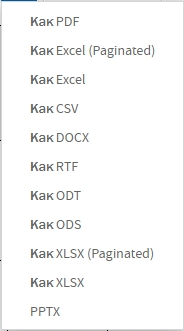 Как PDF
Как Excel (Paginated)
Как Excel
Как CSV
Как DOCX
Как RTF
Как ODT
Как ODS
Как XLSX (Paginated)
Как XLSX
PPTX